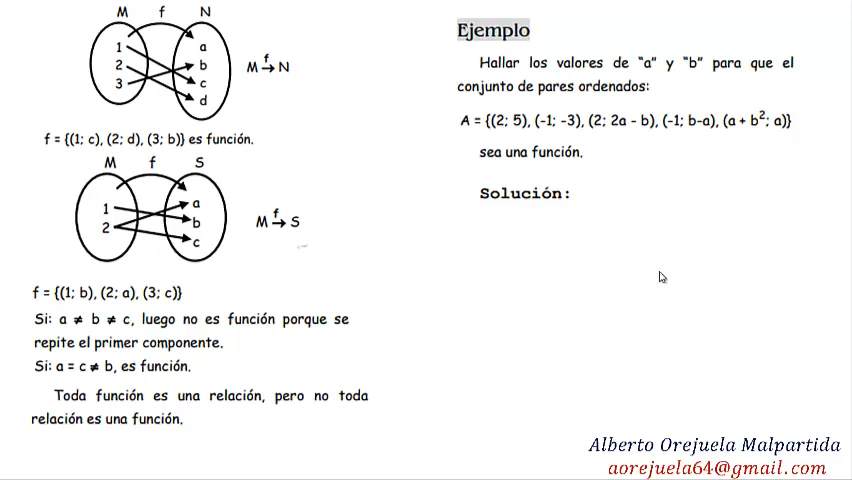 M f N
1
2
3
a
b
c
d
M f→ N
f = {(1; c), (2; d), (3; b)} es función.
M f S
1
2
a
b
c
M f→ S
f = {(1; b), (2; a), (3; c)}
Si: a ≠ b ≠ c, luego no es función porque se
repite el primer componente.
Si: a = c ≠ b, es función.
Toda función es una relación, pero no toda
relación es una función.
Ejemplo
Hallar los valores de “a” y “b” para que el
conjunto de pares ordenados:
A = {(2; 5), (-1; -3), (2; 2a - b), (-1; b-a), (a + b²; a)}
sea una función.
Solución:
Alberto Orejuela Malpartida
aorejuela64@gmail.com